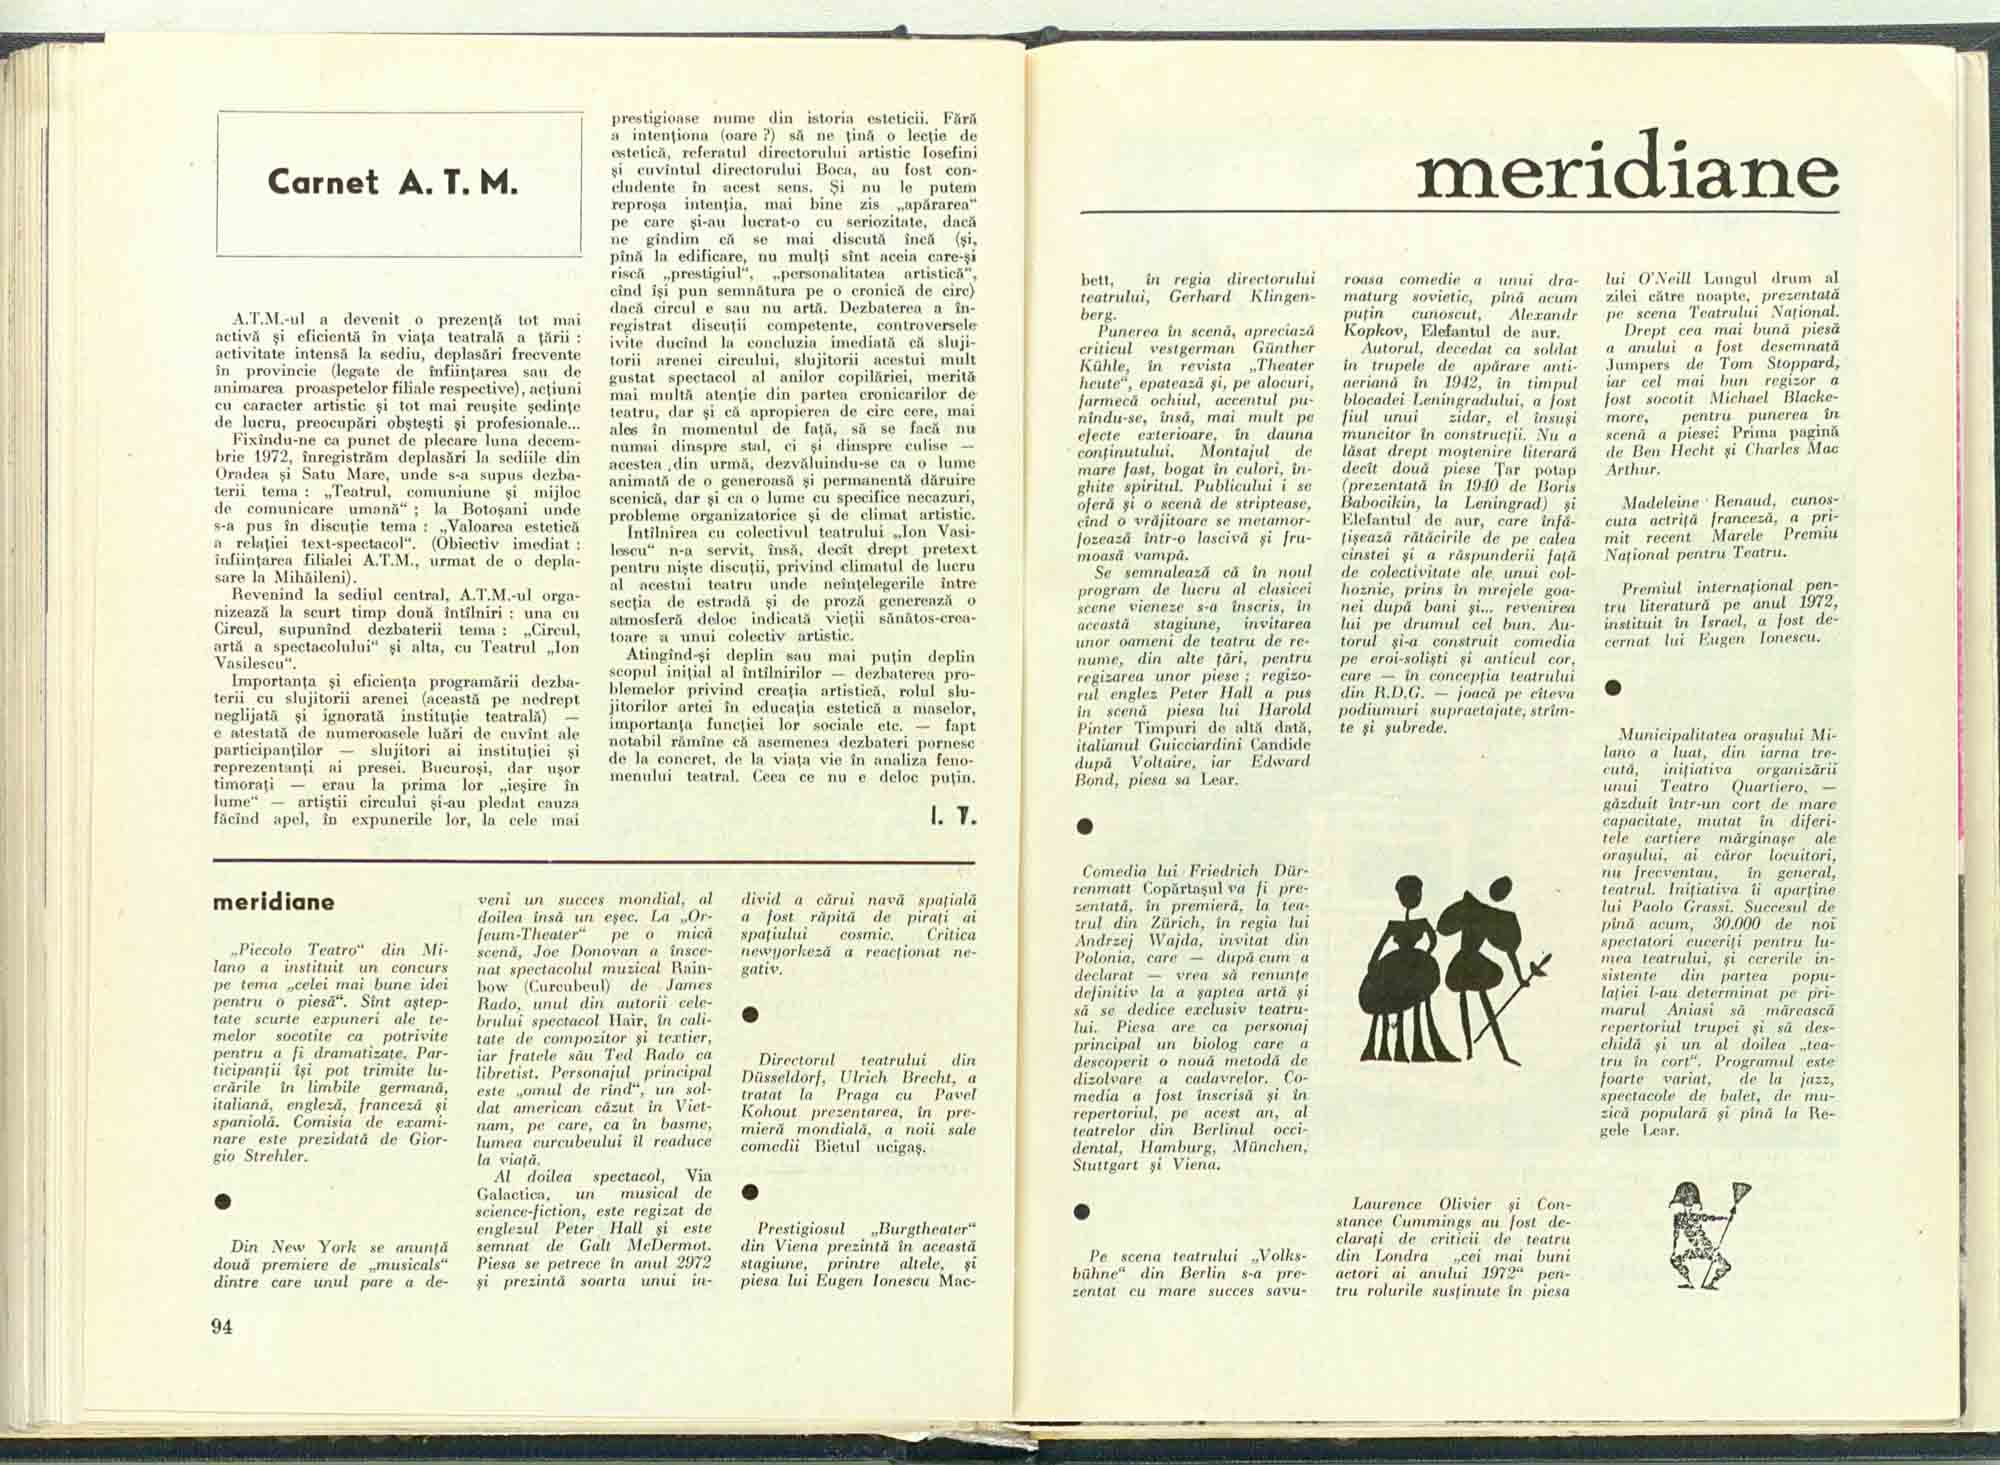 Carnet A. T. M.
A.T.M.-ul a devenit o prezență tot mai
activă și eficientă în viața teatrală a țării :
activitate intensă la sediu, deplasări frecvente
în provincie (legate de înființarea sau de
animarea proaspetelor filiale respective), acțiuni
cu caracter artistic și tot mai reușite ședințe
de lucru, preocupări obștești și profesionale...
Fixîndu-ne ca punct de plecare luna decem-
brie 1972, înregistrăm deplasări la sediile din
Oradea și Satu Mare, unde s-a supus dezba-
terii tema : „Teatrul, comuniune și mijloc
de comunicare umană“ ; la Botoșani unde
s-a pus în discuție tema : „Valoarea estetică
a relației text-spectacol“. (Obiectiv imediat :
înființarea filialei A.T.M., urmat de o depla-
sare la Mihăileni).
Revenind la sediul central, A.T.M.-ul orga-
nizează la scurt timp două întîlniri : una cu
Circul, supunînd dezbaterii tema : „Circul,
artă a spectacolului“ și alta, cu Teatrul „Ion
Vasilescu“.
Importanța și eficiența programării dezba-
terii cu slujitorii arenei (această pe nedrept
neglijată și ignorată instituție teatrală) —
e atestată de numeroasele luări de cuvînt ale
participanților — slujitori ai instituției și
reprezentanți ai presei. Bucuroși, dar ușor
timorați — erau la prima lor „ieșire în
lume“ — artiștii circului și-au pledat cauza
făcînd apel, în expunerile lor, la cele mai
prestigioase nume din istoria esteticii. Fără
a intenționa (oare ?) să ne țină o lecție de
estetică, referatul directorului artistic Iosefini
și cuvîntul directorului Boca, au fost con-
cludente în acest sens. Și nu le putem
reproșa intenția, mai bine zis „apărarea“
pe care și-au lucrat-o cu seriozitate, dacă
ne gîndim că se mai discută încă (și,
pînă la edificare, nu mulți sînt aceia care-și
riscă „prestigiul“, „personalitatea artistică“,
cînd își pun semnătura pe o cronică de circ)
dacă circul e sau nu artă. Dezbaterea a în-
registrat discuții competente, controversele
ivite ducînd la concluzia imediată că sluji-
torii arenei circului, slujitorii acestui mult
gustat spectacol al anilor copilăriei, merită
mai multă atenție din partea cronicarilor de
teatru, dar și că apropierea de circ cere, mai
ales în momentul de față, să se facă nu
numai dinspre stal, ci și dinspre culise —
acestea din urmă, dezvăluindu-se ca o lume
animată de o generoasă și permanentă dăruire
scenică, dar și ca o lume cu specifice necazuri,
probleme organizatorice și de climat artistic.
Întîlnirea cu colectivul teatrului „Ion Vasi-
lescu“ n-a servit, însă, decît drept pretext
pentru niște discuții, privind climatul de lucru
al acestui teatru unde neînțelegerile între
secția de estradă și de proză generează o
atmosferă deloc indicată vieții sănătos-crea-
toare a unui colectiv artistic.
Atingînd-și deplin sau mai puțin deplin
scopul inițial al întîlnirilor — dezbaterea pro-
blemelor privind creația artistică, rolul slu-
jitorilor artei în educația estetică a maselor,
importanța funcției lor sociale etc. — fapt
notabil rămîne că asemenea dezbateri pornesc
de la concret, de la viața vie în analiza feno-
menului teatral. Ceea ce nu e deloc puțin.
I. T.
meridiane
„Piccolo Teatro“ din Mi-
lano a instituit un concurs
pe tema „celei mai bune idei
pentru o piesă“. Sînt aștep-
tate scurte expuneri ale te-
melor socotite ca potrivite
pentru a fi dramatizate. Par-
ticipanții își pot trimite lu-
crările în limbile germană,
italiană, engleză, franceză și
spaniolă. Comisia de exami-
nare este prezidată de Gior-
gio Strehler.
●
Din New York se anunță
două premiere de „musicals“
dintre care unul pare a de-
veni un succes mondial, al
doilea însă un eșec. La „Or-
feum-Theater“ pe o mică
scenă, Joe Donovan a însce-
nat spectacolul muzical Rain-
bow (Curcubeul) de James
Rado, unul din autorii cele-
brului spectacol Hair, în cali-
tate de compozitor și textier,
iar fratele său Ted Rado ca
libretist. Personajul principal
este „omul de rînd“, un sol-
dat american căzut în Viet-
nam, pe care, ca în basme,
lumea curcubeului îl readuce
la viață.
Al doilea spectacol, Via
Galactica, un musical de
science-fiction, este regizat de
englezul Peter Hall și este
semnat de Galt McDermot.
Piesa se petrece în anul 2972
și prezintă soarta unui in-
divid a cărui navă spațială
a fost răpită de pirați ai
spațiului cosmic. Critica
newyorkeză a reacționat ne-
gativ.
●
Directorul teatrului din
Düsseldorf, Ulrich Brecht, a
tratat la Praga cu Pavel
Kohout prezentarea, în pre-
mieră mondială, a noii sale
comedii Bietul ucigaș.
●
Prestigiosul „Burgtheater“
din Viena prezintă în această
stagiune, printre altele, și
piesa lui Eugen Ionescu Mac-
94
meridiane
bett, în regia directorului
teatrului, Gerhard Klingen-
berg.
Punerea în scenă, apreciază
criticul vestgerman Günther
Kühle, în revista „Theater
heute“, epatează și, pe alocuri,
farmecă ochiul, accentul pu-
nîndu-se, însă, mai mult pe
efecte exterioare, în dauna
conținutului. Montajul de
mare fast, bogat în culori, în-
ghite spiritul. Publicului i se
oferă și o scenă de striptease,
cînd o vrăjitoare se metamor-
fozează într-o lascivă și fru-
moasă vampă.
Se semnalează că în noul
program de lucru al clasicei
scene vieneze s-a înscris, în
această stagiune, invitarea
unor oameni de teatru de re-
nume, din alte țări, pentru
regizarea unor piese ; regizo-
rul englez Peter Hall a pus
în scenă piesa lui Harold
Pinter Timpuri de altă dată,
italianul Guicciardini Candide
după Voltaire, iar Edward
Bond, piesa sa Lear.
●
Comedia lui Friedrich Dür-
renmatt Copărtașul va fi pre-
zentată, în premieră, la tea-
trul din Zürich, în regia lui
Andrzej Wajda, invitat din
Polonia, care — după cum a
declarat — vrea să renunțe
definitiv la a șaptea artă și
să se dedice exclusiv teatru-
lui. Piesa are ca personaj
principal un biolog care a
descoperit o nouă metodă de
dizolvare a cadavrelor. Co-
media a fost înscrisă și în
repertoriul, pe acest an, al
teatrelor din Berlinul occi-
dental, Hamburg, München,
Stuttgart și Viena.
●
Pe scena teatrului „Volks-
bühne“ din Berlin s-a pre-
zentat cu mare succes savu-
roasa comedie a unui dra-
maturg sovietic, pînă acum
puțin cunoscut, Alexandr
Kopkov, Elefantul de aur.
Autorul, decedat ca soldat
în trupele de apărare anti-
aeriană în 1942, în timpul
blocadei Leningradului, a fost
fiul unui zidar, el însuși
muncitor în construcții. Nu a
lăsat drept moștenire literară
decît două piese Țar potap
(prezentată în 1940 de Boris
Babocikin, la Leningrad) și
Elefantul de aur, care înfă-
țișează rătăcirile de pe calea
cinstei și a răspunderii față
de colectivitate ale unui col-
hoznic, prins în mrejele goa-
nei după bani și... revenirea
lui pe drumul cel bun. Au-
torul și-a construit comedia
pe eroi-soliști și anticul cor,
care — în concepția teatrului
din R.D.G. — joacă pe cîteva
podiumuri supraetajate, strîm-
te și șubrede.
Laurence Olivier și Con-
stance Cummings au fost de-
clarați de criticii de teatru
din Londra „cei mai buni
actori ai anului 1972“ pen-
tru rolurile susținute în piesa
lui O'Neill Lungul drum al
zilei către noapte, prezentată
pe scena Teatrului Național.
Drept cea mai bună piesă
a anului a fost desemnată
Jumpers de Tom Stoppard,
iar cel mai bun regizor a
fost socotit Michael Blacke-
more, pentru punerea în
scenă a piesei Prima pagină
de Ben Hecht și Charles Mac
Arthur.
Madeleine Renaud, cunos-
cuta actriță franceză, a pri-
mit recent Marele Premiu
Național pentru Teatru.
Premiul internațional pen-
tru literatură pe anul 1972,
instituit în Israel, a fost de-
cernat lui Eugen Ionescu.
●
Municipalitatea orașului Mi-
lano a luat, din iarna tre-
cută, inițiativa organizării
unui Teatro Quartiero, —
găzduit într-un cort de mare
capacitate, mutat în diferi-
tele cartiere mărginașe ale
orașului, ai căror locuitori,
nu frecventau, în general,
teatrul. Inițiativa îi aparține
lui Paolo Grassi. Succesul de
pînă acum, 30.000 de noi
spectatori cuceriți pentru lu-
mea teatrului, și cererile in-
sistente din partea popu-
lației l-au determinat pe pri-
marul Aniasi să mărească
repertoriul trupei și să des-
chidă și un al doilea „tea-
tru în cort“. Programul este
foarte variat, de la jazz,
spectacole de balet, de mu-
zică populară și pînă la Re-
gele Lear.